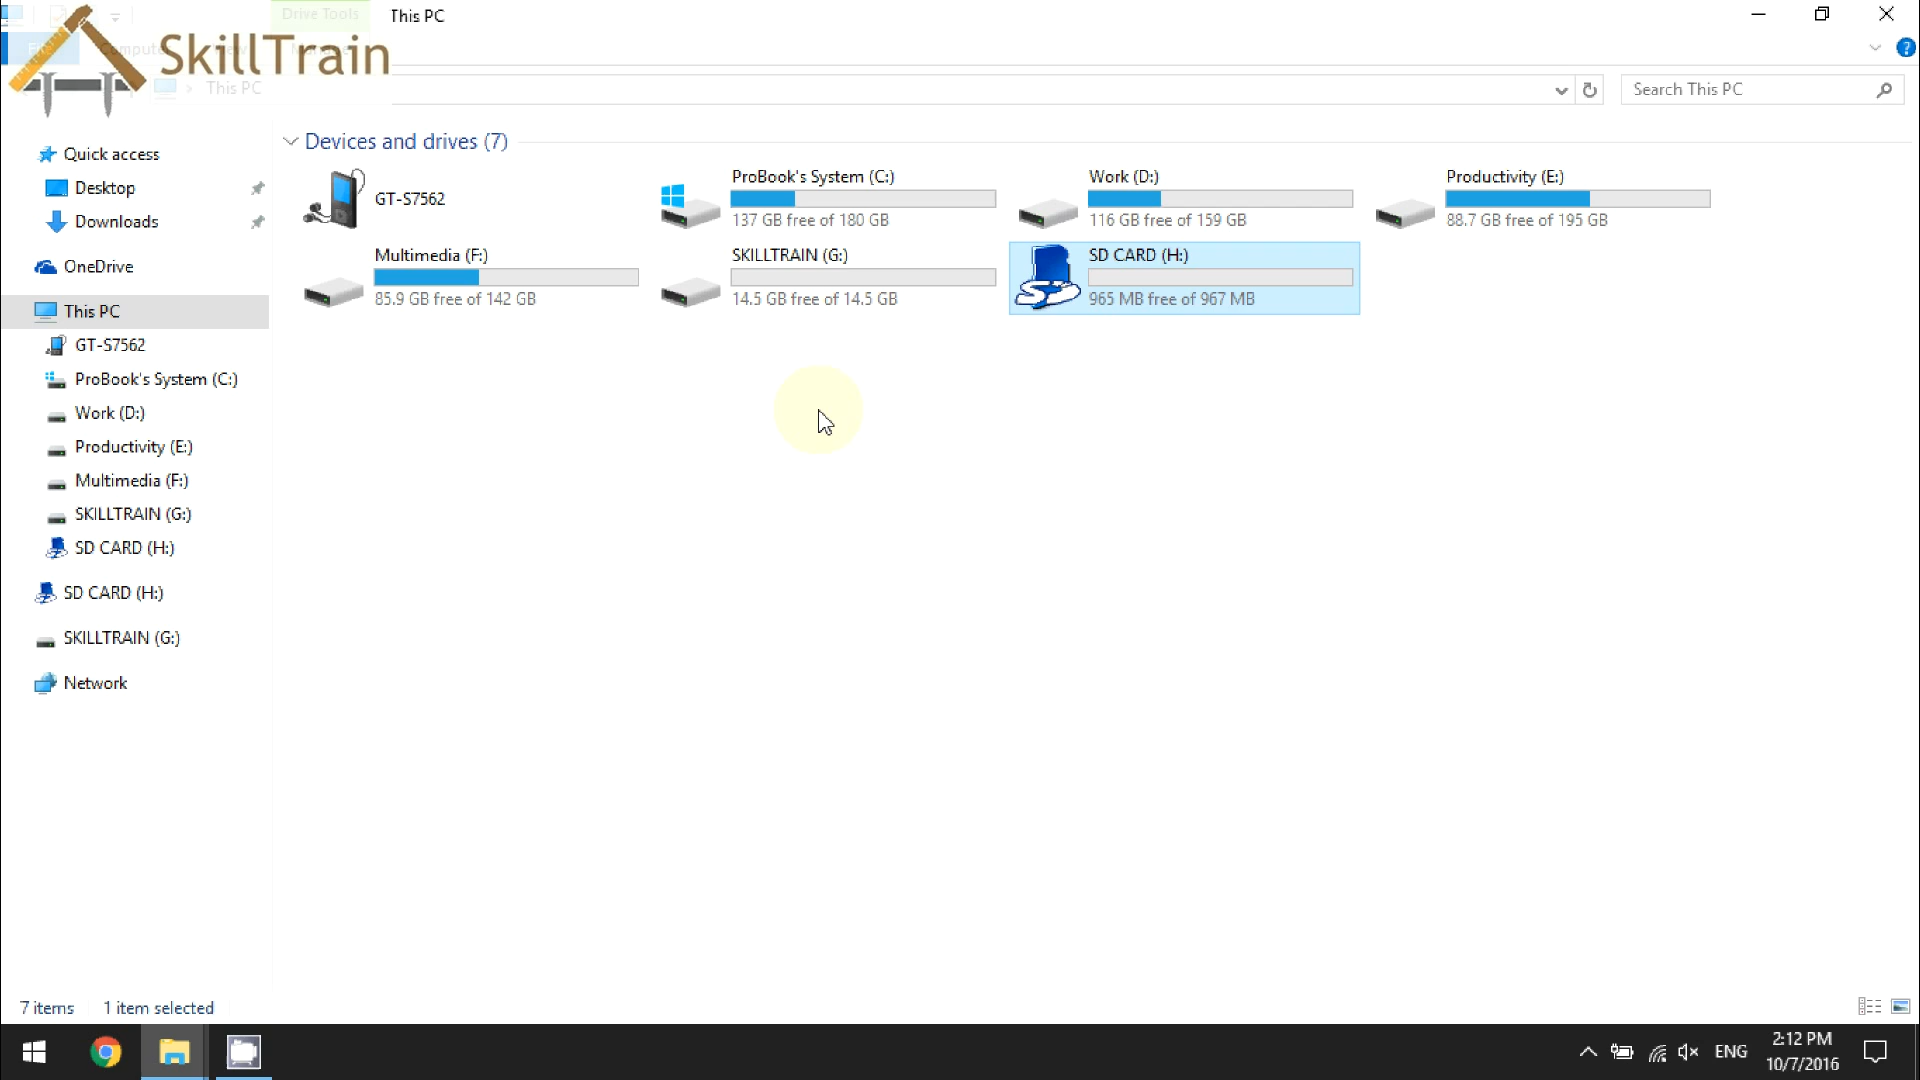 Drive Tools
This PC
Computer
View
SkillTrain
This PC
Search This PC
Quick access
Desktop
Downloads
OneDrive
This PC
GT-S7562
ProBook's System (C:)
Work (D:)
Productivity (E:)
Multimedia (F:)
SKILLTRAIN (G:)
SD CARD (H:)
SD CARD (H:)
SKILLTRAIN (G:)
Network
Devices and drives (7)
GT-S7562
ProBook's System (C:)
137 GB free of 180 GB
Work (D:)
116 GB free of 159 GB
Productivity (E:)
88.7 GB free of 195 GB
Multimedia (F:)
85.9 GB free of 142 GB
SKILLTRAIN (G:)
14.5 GB free of 14.5 GB
SD CARD (H:)
965 MB free of 967 MB
7 items
1 item selected
ENG
2:12 PM
10/7/2016